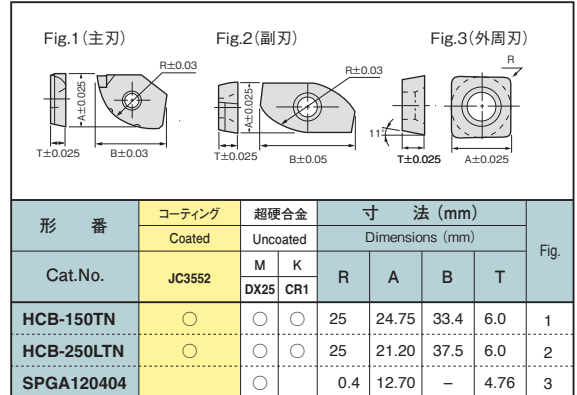 Fig.1(主刃) Fig.2(副刃) Fig.3(外周刃)
R±0.03 A±0.025 T±0.025 B±0.03
R±0.03 A±0.025 T±0.025 B±0.05
R 11° T±0.025 A±0.025
形 番 コーティング 超硬合金 寸 法 (mm) Fig.
Coated Uncoated Dimensions (mm)
Cat.No. JC3552 M K R A B T
DX25 CR1
HCB-150TN ○ ○ ○ 25 24.75 33.4 6.0 1
HCB-250LTN ○ ○ ○ 25 21.20 37.5 6.0 2
SPGA120404 ○ 0.4 12.70 – 4.76 3